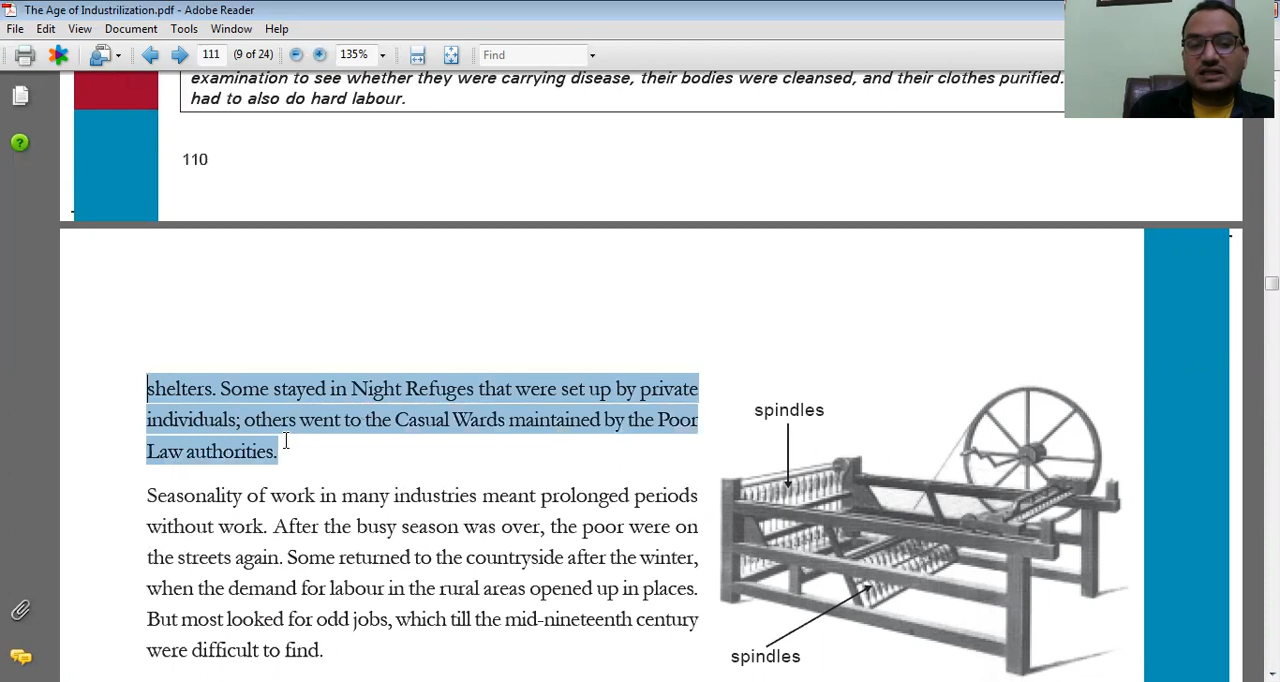 The Age of Industrilization.pdf - Adobe Reader
File Edit View Document Tools Window Help
111 (9 of 24) 135% Find
examination to see whether they were carrying disease, their bodies were cleansed, and their clothes purified.
had to also do hard labour.
110
shelters. Some stayed in Night Refuges that were set up by private
individuals; others went to the Casual Wards maintained by the Poor
Law authorities.
Seasonality of work in many industries meant prolonged periods
without work. After the busy season was over, the poor were on
the streets again. Some returned to the countryside after the winter,
when the demand for labour in the rural areas opened up in places.
But most looked for odd jobs, which till the mid-nineteenth century
were difficult to find.
spindles
spindles